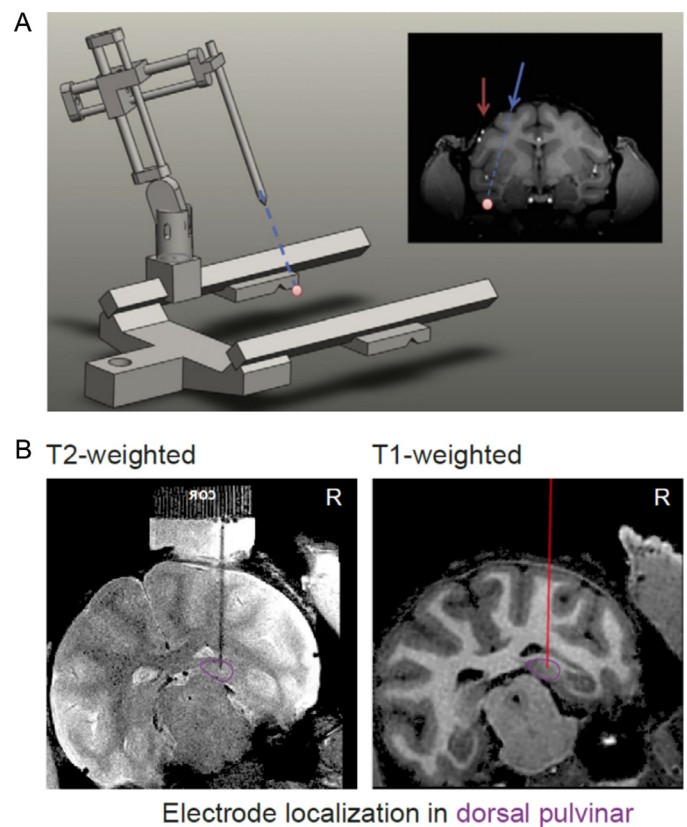 A
B T2-weighted T1-weighted
COR
R R
Electrode localization in dorsal pulvinar